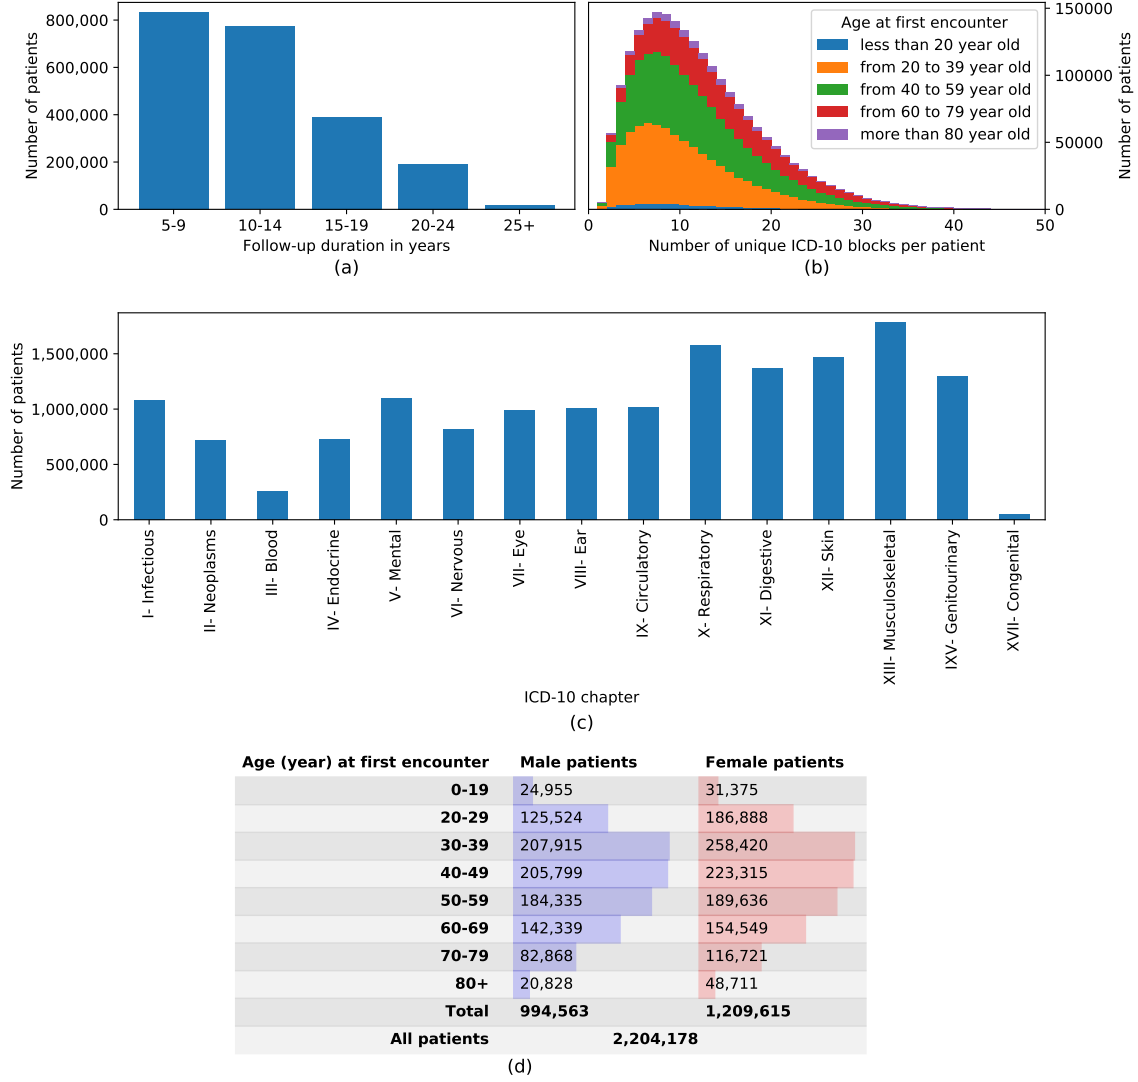 800,000
600,000
400,000
200,000
0
Number of patients
5-9 10-14 15-19 20-24 25+
Follow-up duration in years
(a)
Age at first encounter
less than 20 year old
from 20 to 39 year old
from 40 to 59 year old
from 60 to 79 year old
more than 80 year old
150000
100000
50000
0
Number of patients
0 10 20 30 40 50
Number of unique ICD-10 blocks per patient
(b)
1,500,000
1,000,000
500,000
0
Number of patients
I- Infectious
II- Neoplasms
III- Blood
IV- Endocrine
V- Mental
VI- Nervous
VII- Eye
VIII- Ear
IX- Circulatory
X- Respiratory
XI- Digestive
XII- Skin
XIII- Musculoskeletal
IXV- Genitourinary
XVII- Congenital
ICD-10 chapter
(c)
Age (year) at first encounter Male patients Female patients
0-19 24,955 31,375
20-29 125,524 186,888
30-39 207,915 258,420
40-49 205,799 223,315
50-59 184,335 189,636
60-69 142,339 154,549
70-79 82,868 116,721
80+ 20,828 48,711
Total 994,563 1,209,615
All patients 2,204,178
(d)